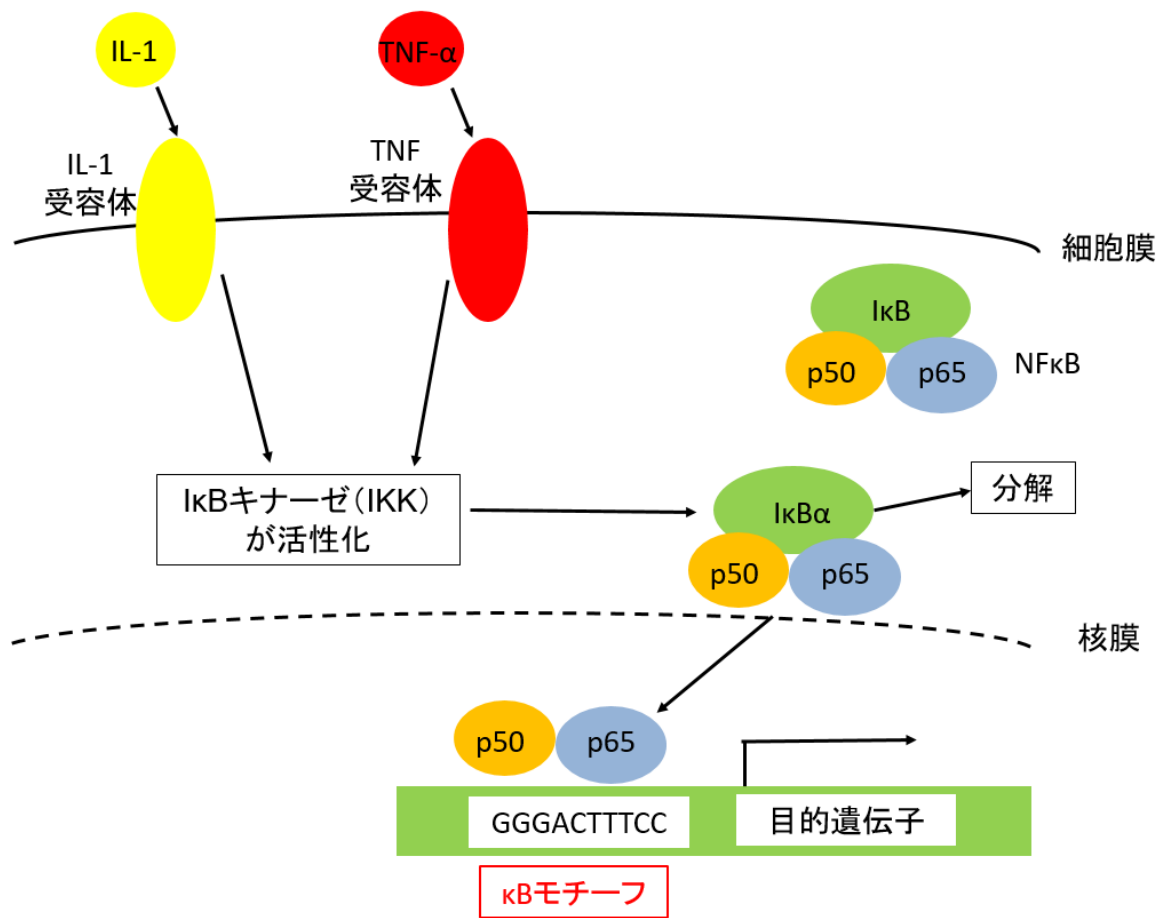 IL-1
TNF-α
IL-1
受容体
TNF
受容体
細胞膜
IκB
p50
p65
NFκB
IκBキナーゼ（IKK）
が活性化
IκBα
p50
p65
分解
核膜
p50
p65
GGGACTTTCC
目的遺伝子
κBモチーフ